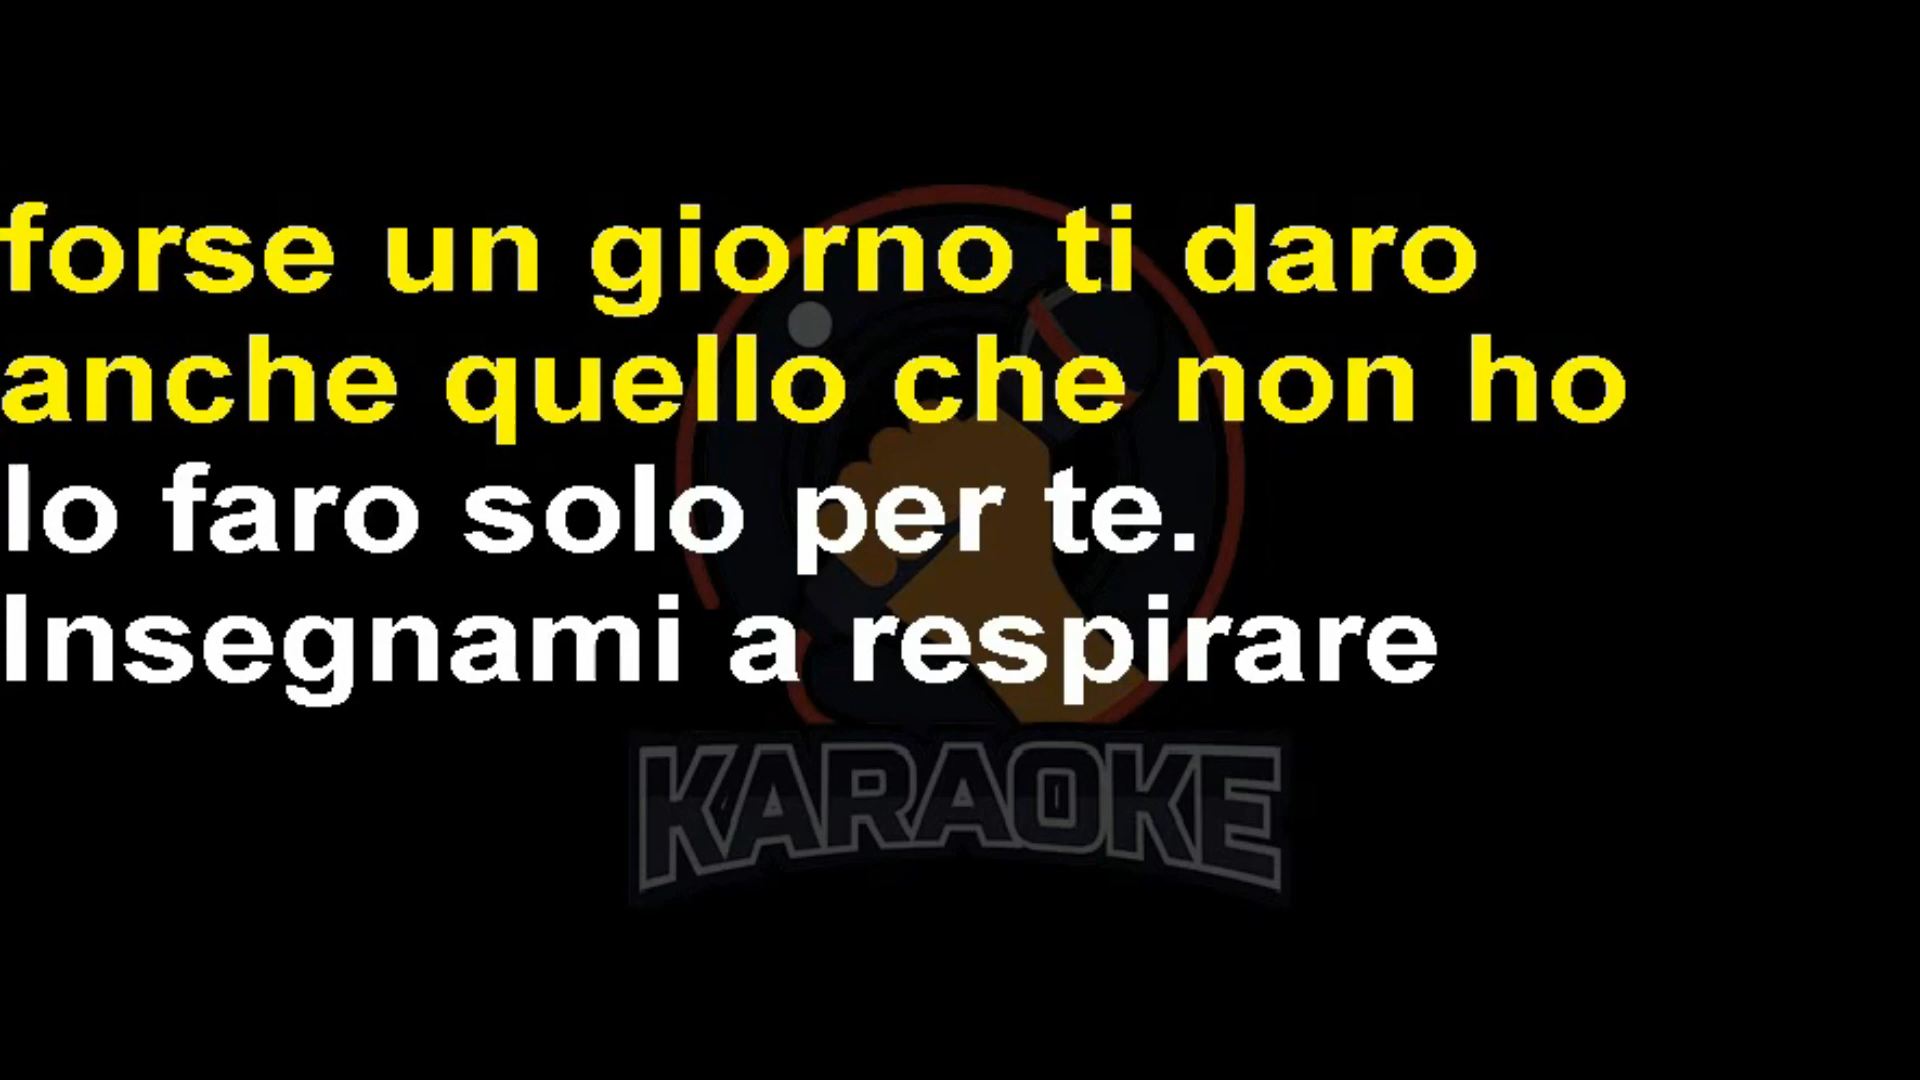 forse un giorno ti daro
anche quello che non ho
lo faro solo per te.
Insegnami a respirare
KARAOKE